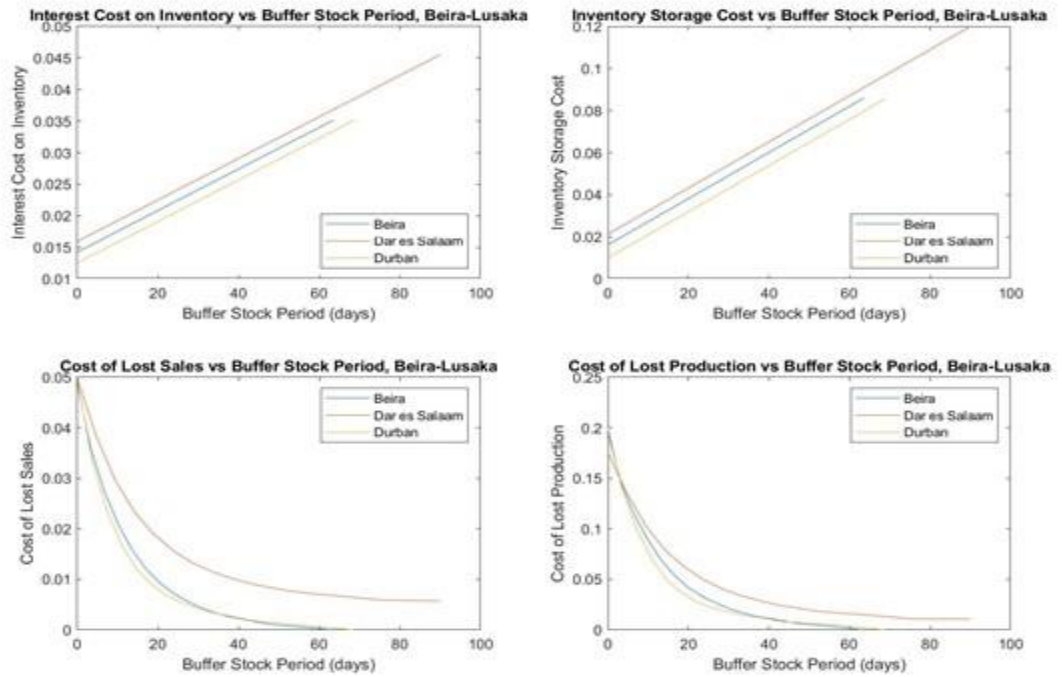 Interest Cost on Inventory vs Buffer Stock Period, Beira-Lusaka
0.05
0.045
0.04
0.035
0.03
0.025
0.02
0.015
0.01
Interest Cost on Inventory
0 20 40 60 80 100
Buffer Stock Period (days)
Beira
Dar es Salaam
Durban
Inventory Storage Cost vs Buffer Stock Period, Beira-Lusaka
0.12
0.1
0.08
0.06
0.04
0.02
0
Inventory Storage Cost
0 20 40 60 80 100
Buffer Stock Period (days)
Beira
Dar es Salaam
Durban
Cost of Lost Sales vs Buffer Stock Period, Beira-Lusaka
0.05
0.04
0.03
0.02
0.01
0
Cost of Lost Sales
0 20 40 60 80 100
Buffer Stock Period (days)
Beira
Dar es Salaam
Durban
Cost of Lost Production vs Buffer Stock Period, Beira-Lusaka
0.25
0.2
0.15
0.1
0.05
0
Cost of Lost Production
0 20 40 60 80 100
Buffer Stock Period (days)
Beira
Dar es Salaam
Durban